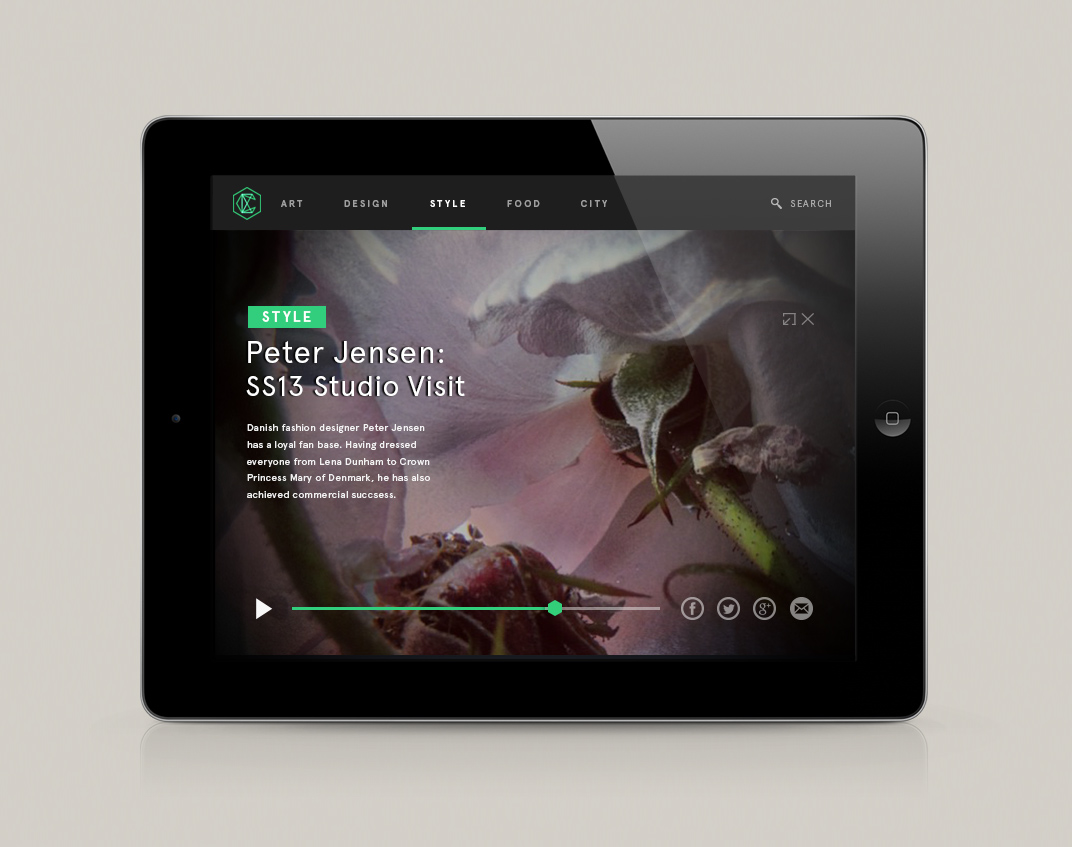 ART DESIGN STYLE FOOD CITY SEARCH
STYLE
Peter Jensen:
SS13 Studio Visit
Danish fashion designer Peter Jensen
has a loyal fan base. Having dressed
everyone from Lena Dunham to Crown
Princess Mary of Denmark, he has also
achieved commercial succsess.
f g+